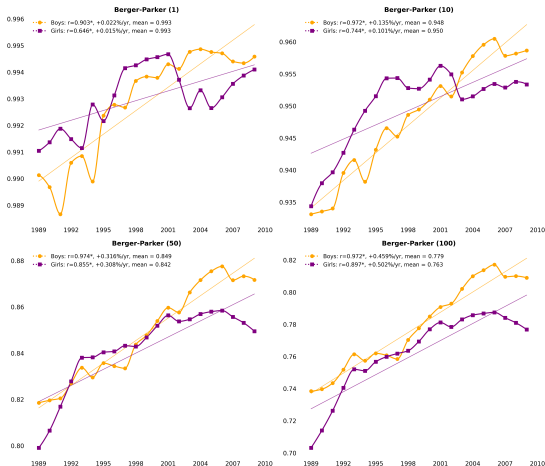 Berger-Parker (1)
Boys: r=0.903*, +0.022%/yr, mean = 0.993
Girls: r=0.646*, +0.015%/yr, mean = 0.993
0.996
0.995
0.994
0.993
0.992
0.991
0.990
0.989
1989 1992 1995 1998 2001 2004 2007 2010
Berger-Parker (10)
Boys: r=0.972*, +0.135%/yr, mean = 0.948
Girls: r=0.744*, +0.101%/yr, mean = 0.950
0.960
0.955
0.950
0.945
0.940
0.935
1989 1992 1995 1998 2001 2004 2007 2010
Berger-Parker (50)
Boys: r=0.974*, +0.316%/yr, mean = 0.849
Girls: r=0.855*, +0.308%/yr, mean = 0.842
0.88
0.86
0.84
0.82
0.80
1989 1992 1995 1998 2001 2004 2007 2010
Berger-Parker (100)
Boys: r=0.972*, +0.459%/yr, mean = 0.779
Girls: r=0.897*, +0.502%/yr, mean = 0.763
0.82
0.80
0.78
0.76
0.74
0.72
0.70
1989 1992 1995 1998 2001 2004 2007 2010